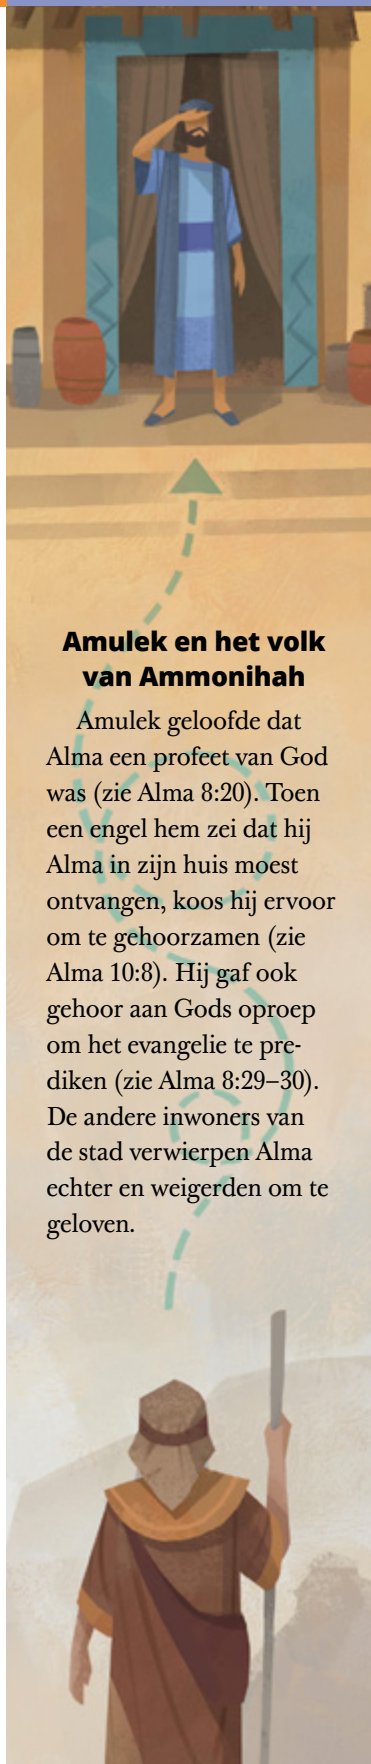 Amulek en het volk
van Ammonihah
Amulek geloofde dat
Alma een profeet van God
was (zie Alma 8:20). Toen
een engel hem zei dat hij
Alma in zijn huis moest
ontvangen, koos hij ervoor
om te gehoorzamen (zie
Alma 10:8). Hij gaf ook
gehoor aan Gods oproep
om het evangelie te pre-
diken (zie Alma 8:29–30).
De andere inwoners van
de stad verwierpen Alma
echter en weigerden om te
geloven.